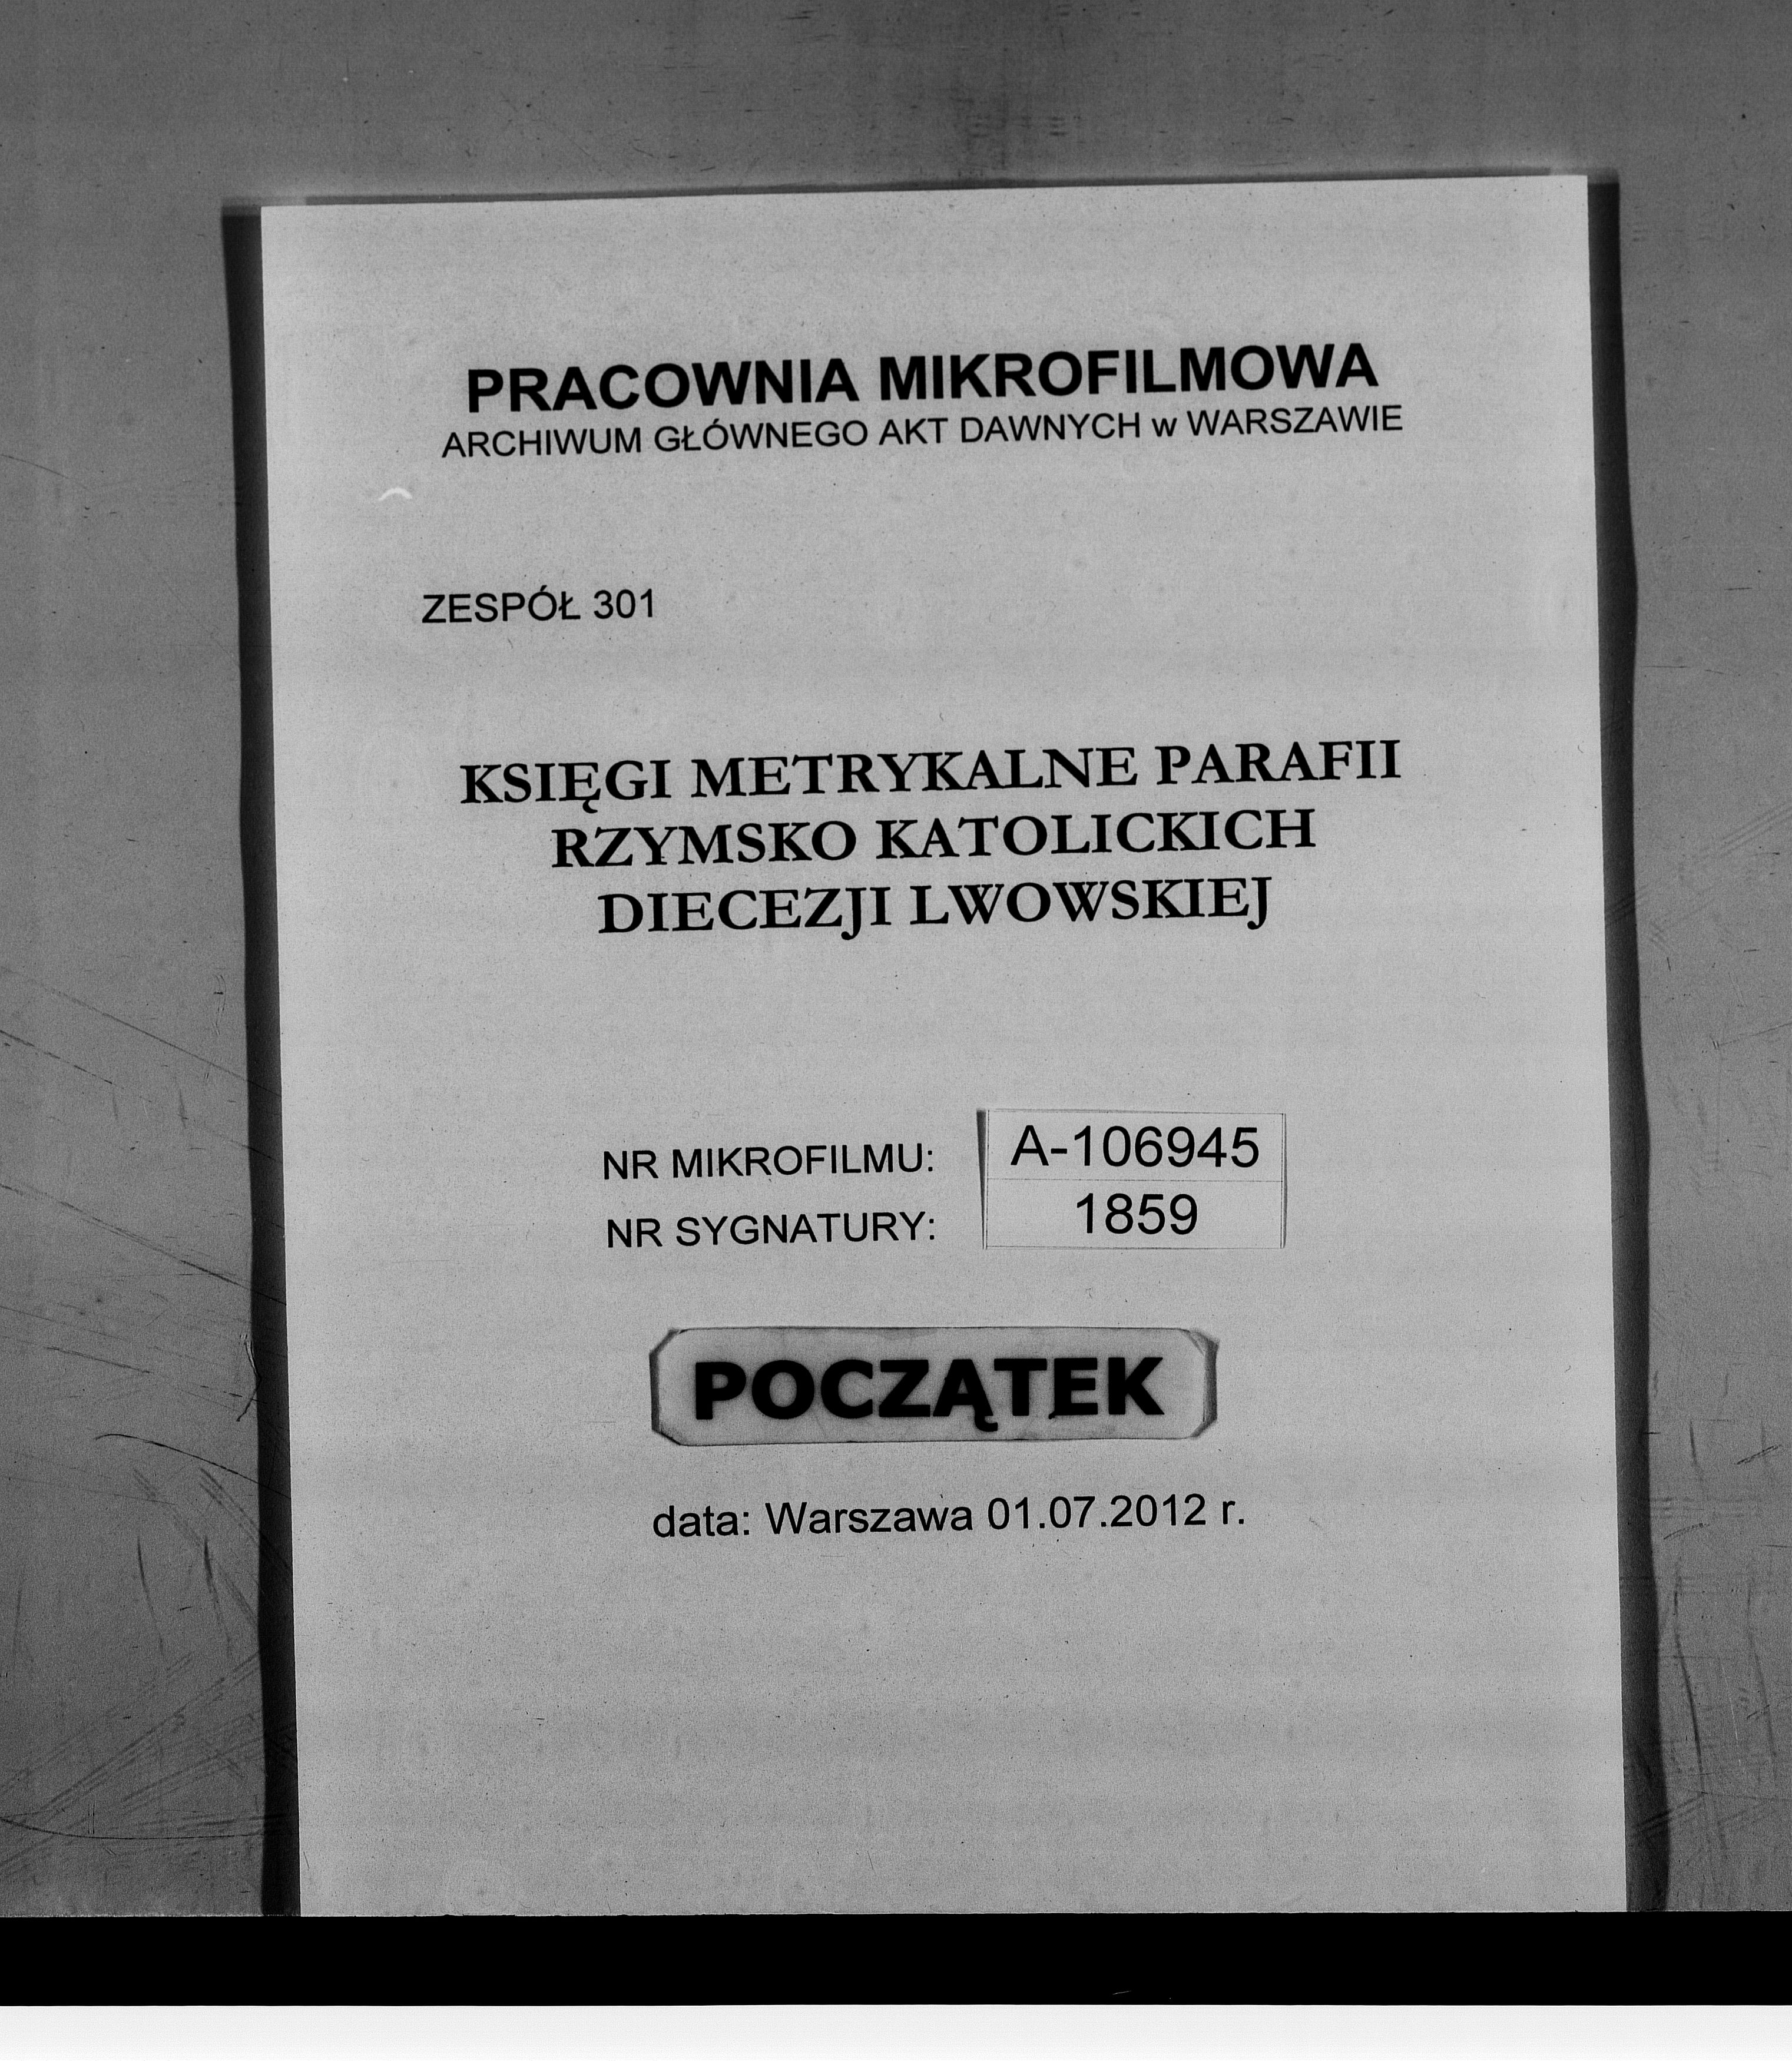 PRACOWNIA MIKROFILMOWA
ARCHIWUM GŁÓWNEGO AKT DAWNYCH w WARSZAWIE
ZESPÓŁ 301
KSIĘGI METRYKALNE PARAFII
RZYMSKO KATOLICKICH
DIECEZJI LWOWSKIEJ
NR MIKROFILMU: A-106945
NR SYGNATURY: 1859
POCZĄTEK
data: Warszawa 01.07.2012 r.